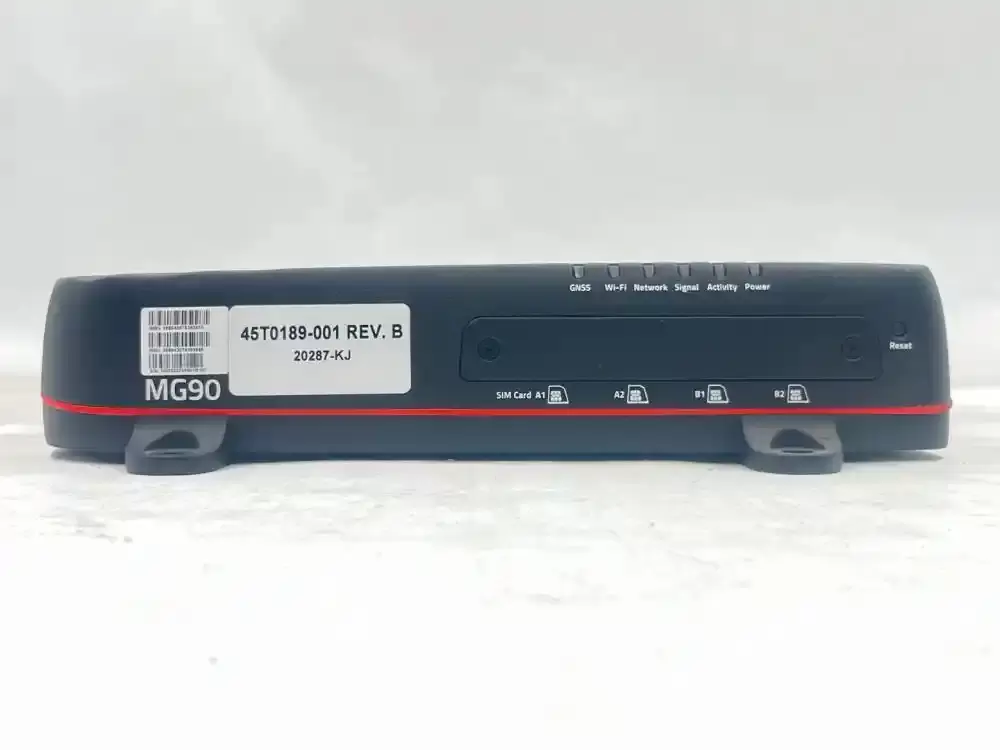 GNSS Wi-Fi Network Signal Activity Power
45T0189-001 REV. B
20287-KJ
Reset
MG90
SIM Card A1 A2 B1 B2